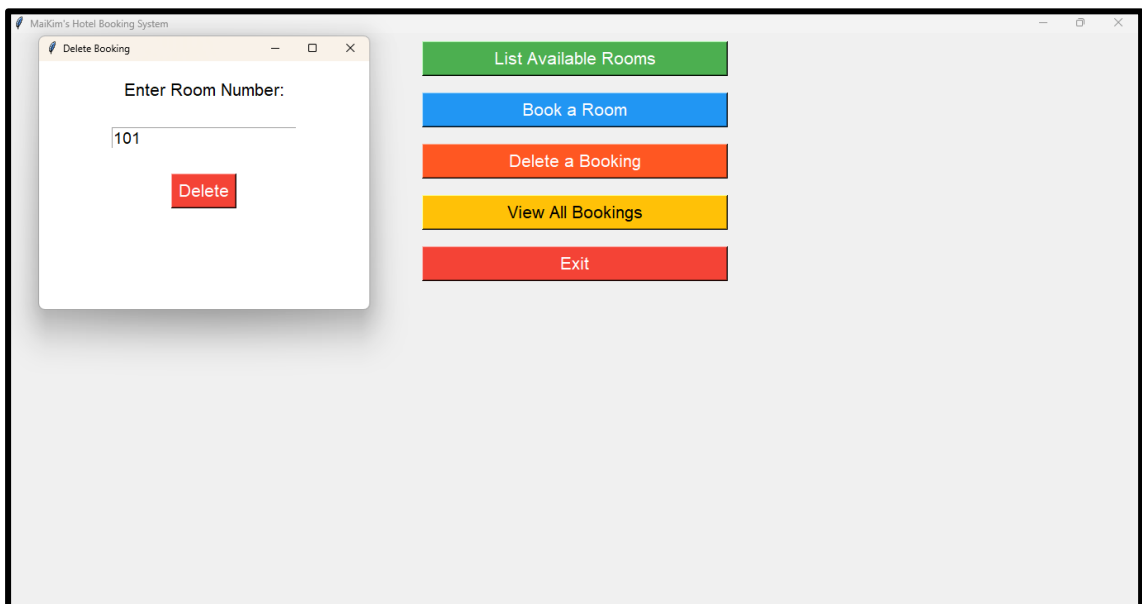 MaiKim's Hotel Booking System
Delete Booking
Enter Room Number:
101
Delete
List Available Rooms
Book a Room
Delete a Booking
View All Bookings
Exit